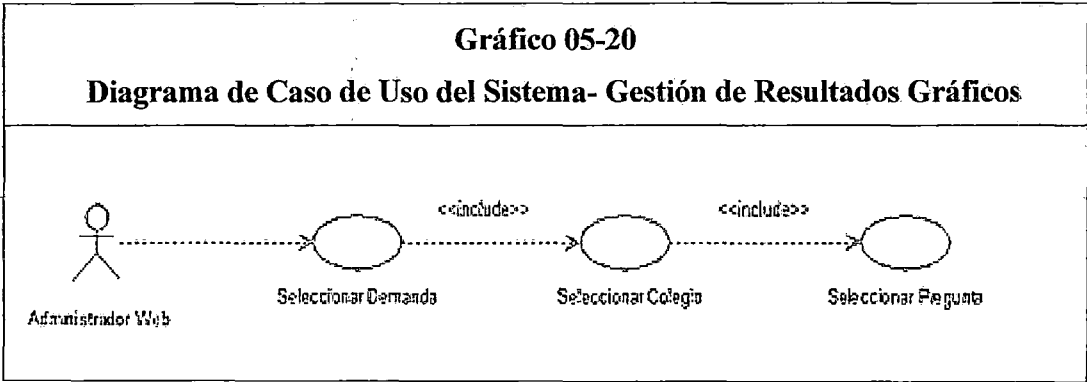 Gráfico 05-20
Diagrama de Caso de Uso del Sistema- Gestión de Resultados Gráficos
<<include>>
<<include>>
Seleccionar Demanda
Seleccionar Colegio
Seleccionar Pregunta
Administrador Web